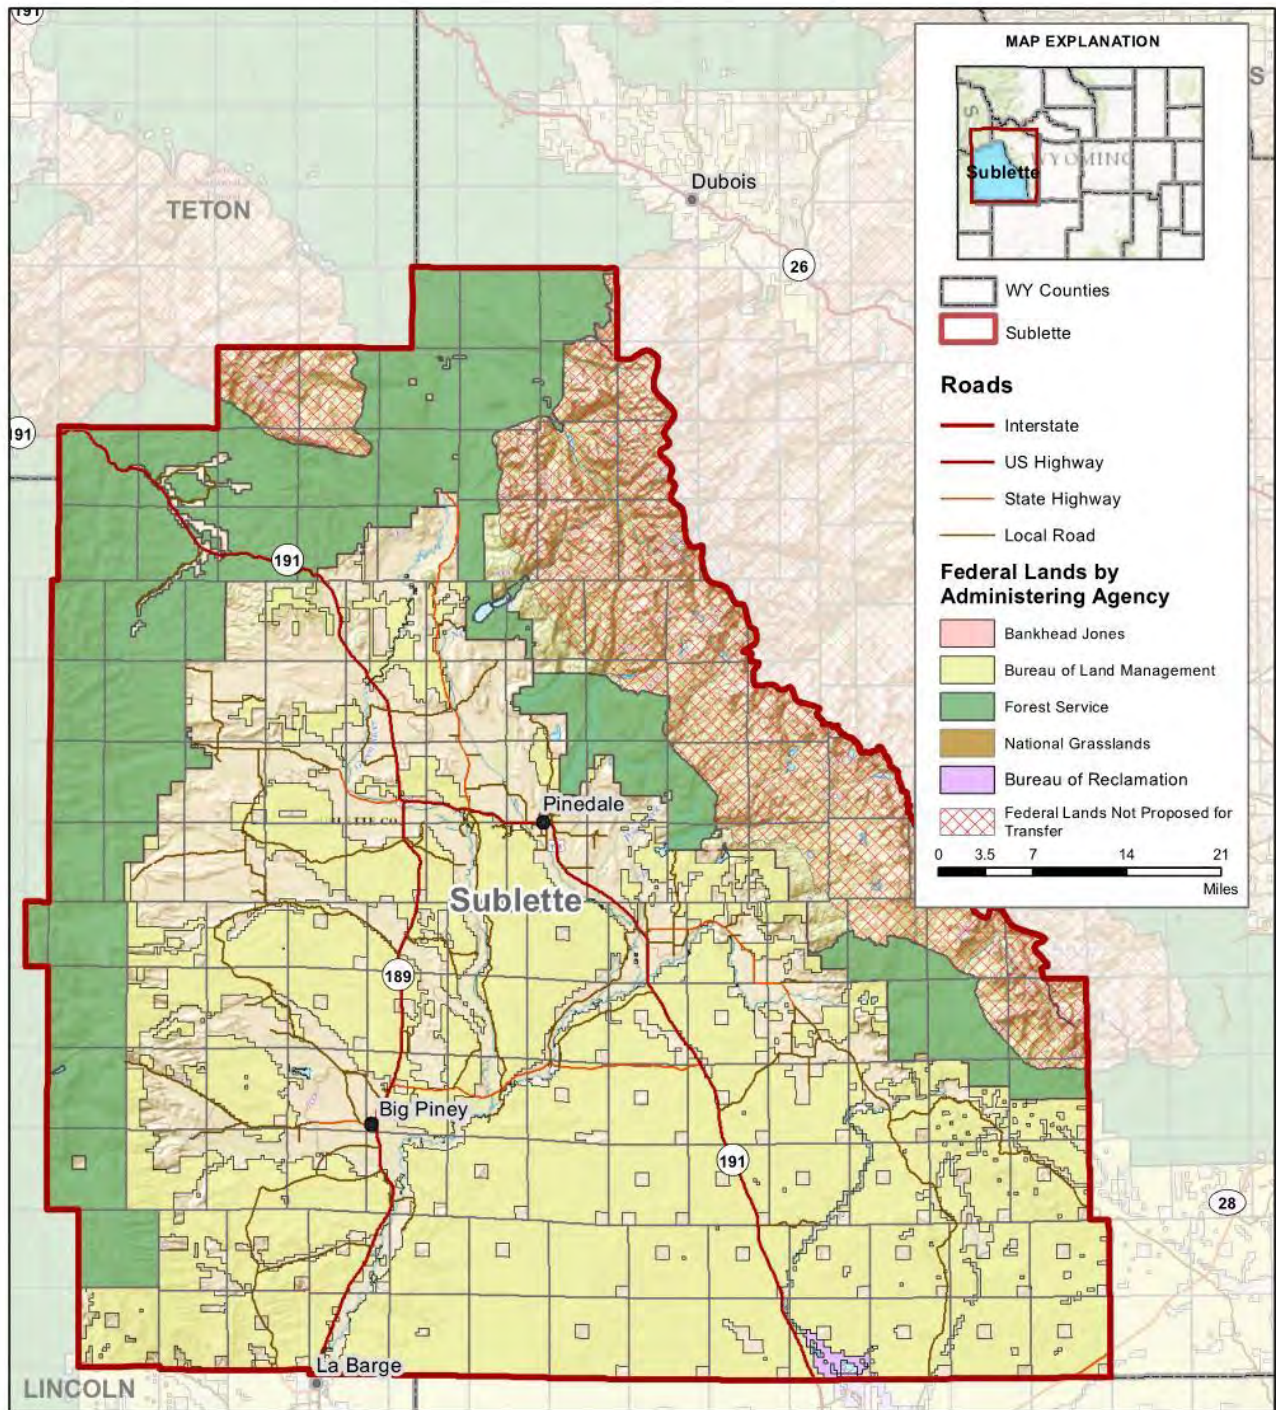 191
MAP EXPLANATION
S
S
WYOMING
Sublette
Dubois
TETON
26
WY Counties
Sublette
Roads
Interstate
US Highway
State Highway
Local Road
191
191
Federal Lands by
Administering Agency
Bankhead Jones
Bureau of Land Management
Forest Service
National Grasslands
Bureau of Reclamation
Federal Lands Not Proposed for
Transfer
0 3.5 7 14 21
Miles
Pinedale
Sublette
189
Big Piney
191
28
La Barge
LINCOLN